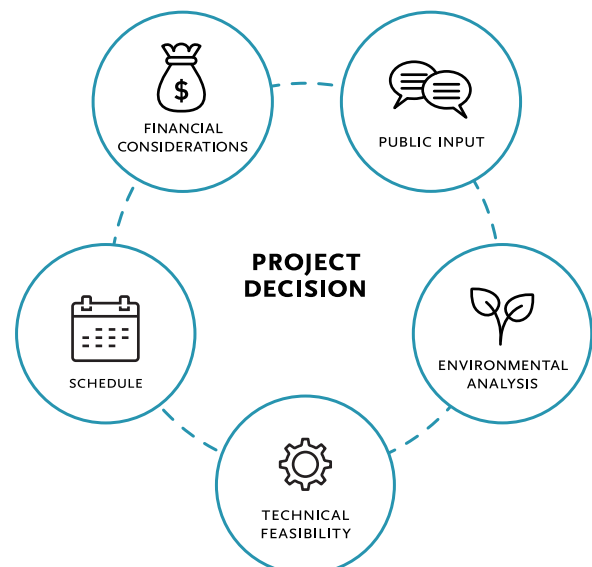 $
FINANCIAL
CONSIDERATIONS
PUBLIC INPUT
PROJECT
DECISION
SCHEDULE
ENVIRONMENTAL
ANALYSIS
TECHNICAL
FEASIBILITY